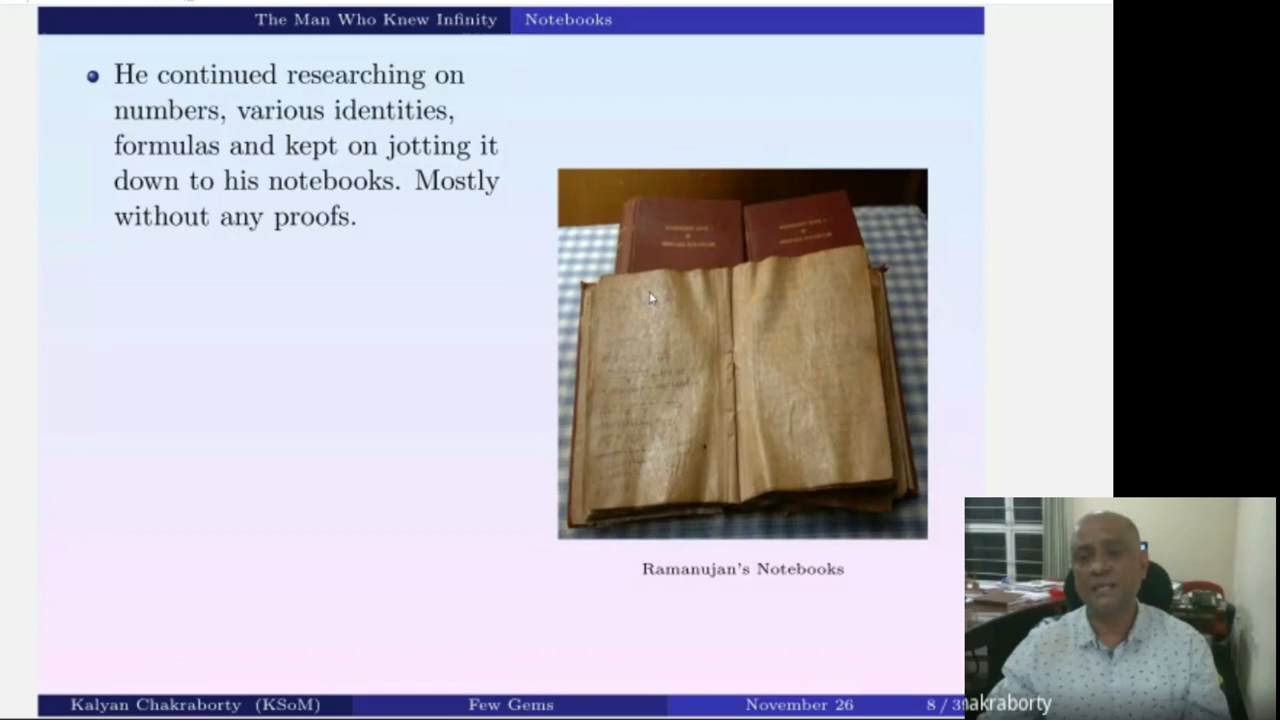 The Man Who Knew Infinity
Notebooks
He continued researching on
numbers, various identities,
formulas and kept on jotting it
down to his notebooks. Mostly
without any proofs.
Ramanujan's Notebooks
Kalyan Chakraborty (KSoM)
Few Gems
November 26
8 / 3
akraborty